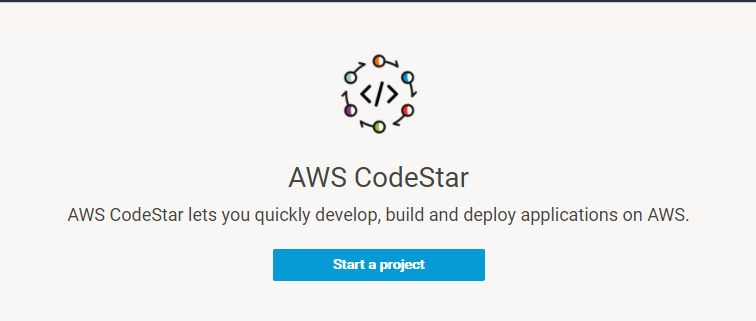 </>
AWS CodeStar
AWS CodeStar lets you quickly develop, build and deploy applications on AWS.
Start a project